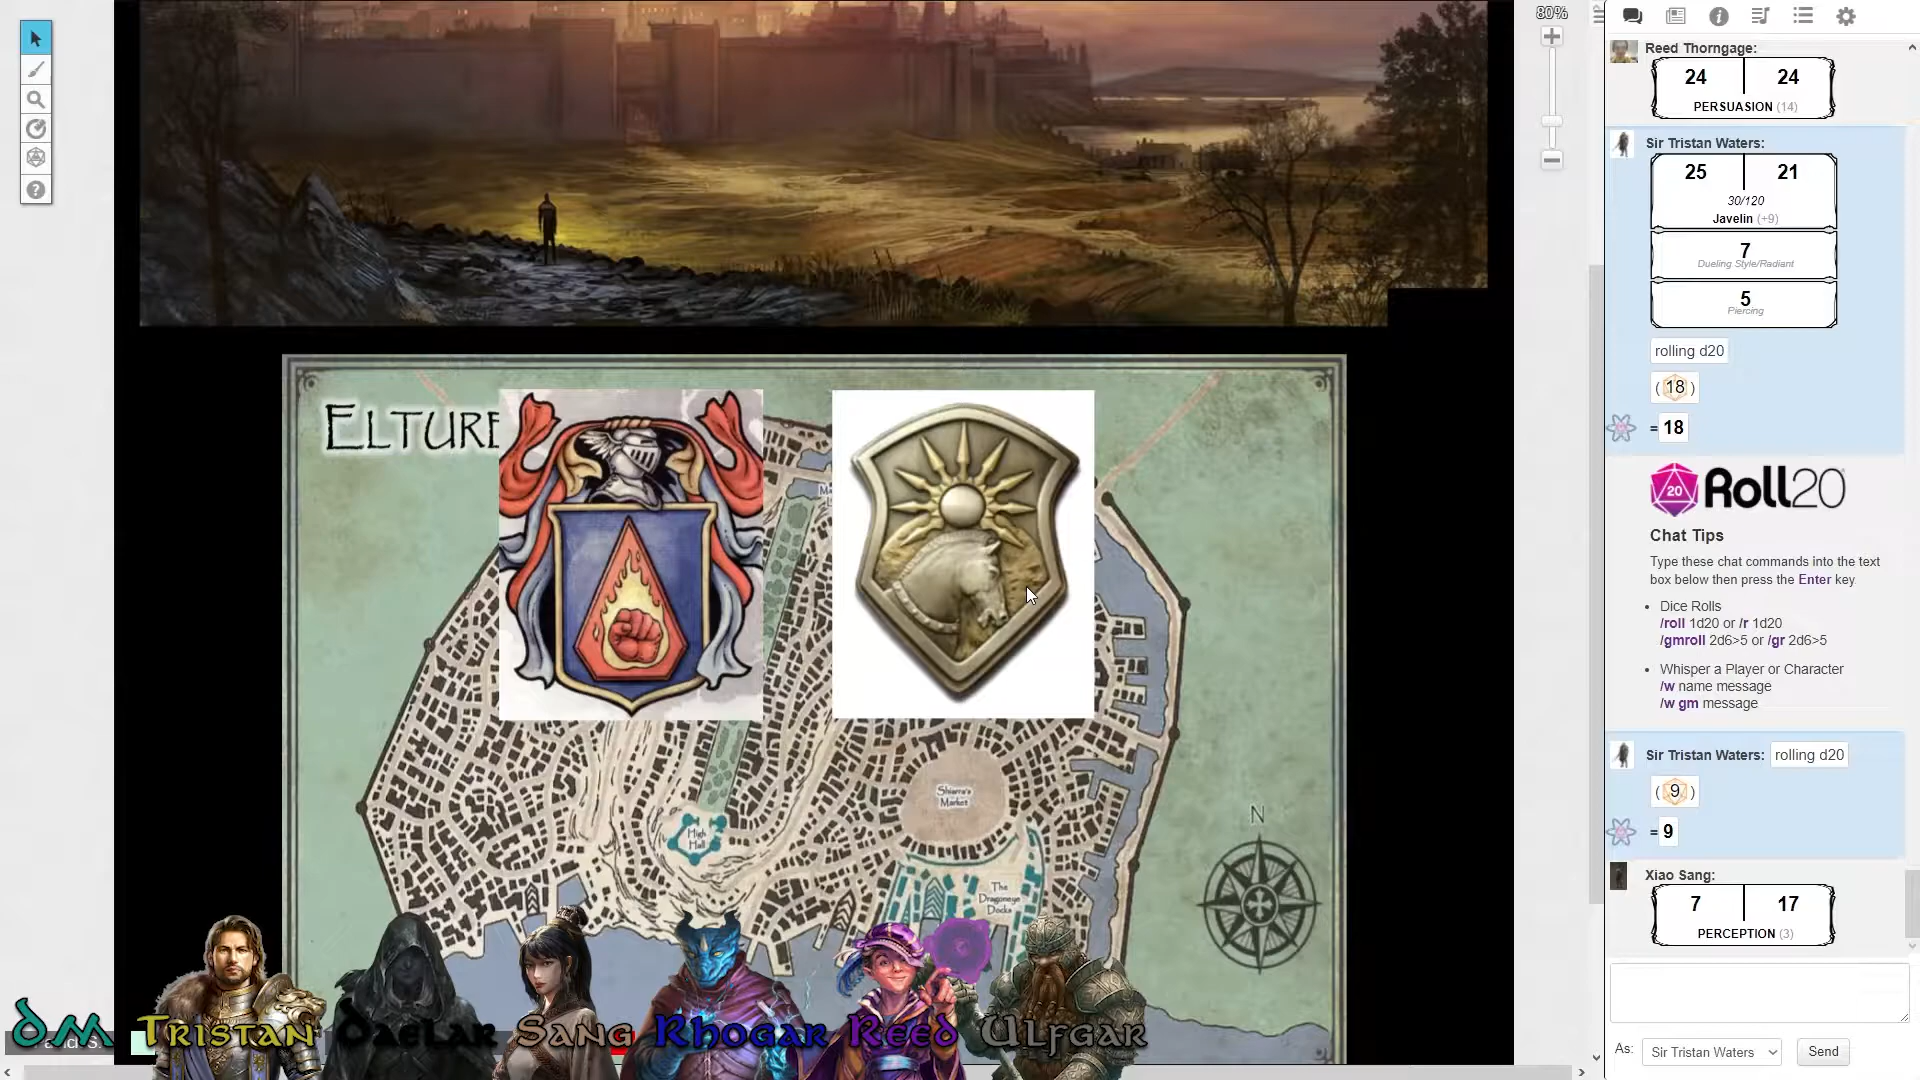 80%
Reed Thorngage:
24 24
PERSUASION (14)
Sir Tristan Waters:
25 21
30/120
Javelin (+9)
7
Dueling Style/Radiant
5
Piercing
rolling d20
(18)
=18
20 Roll20
Chat Tips
Type these chat commands into the text
box below then press the Enter key.
• Dice Rolls
/roll 1d20 or /r 1d20
/gmroll 2d6>5 or /gr 2d6>5
• Whisper a Player or Character
/w name message
/w gm message
Sir Tristan Waters: rolling d20
(9)
=9
Xiao Sang:
7 17
PERCEPTION (3)
As: Sir Tristan Waters Send
ELTURE
Shiarra's
Market
High
Hall
The
Dragoneye
Docks
N
DM Tristan Daelar Sang Rhogar Reed Ulfgar